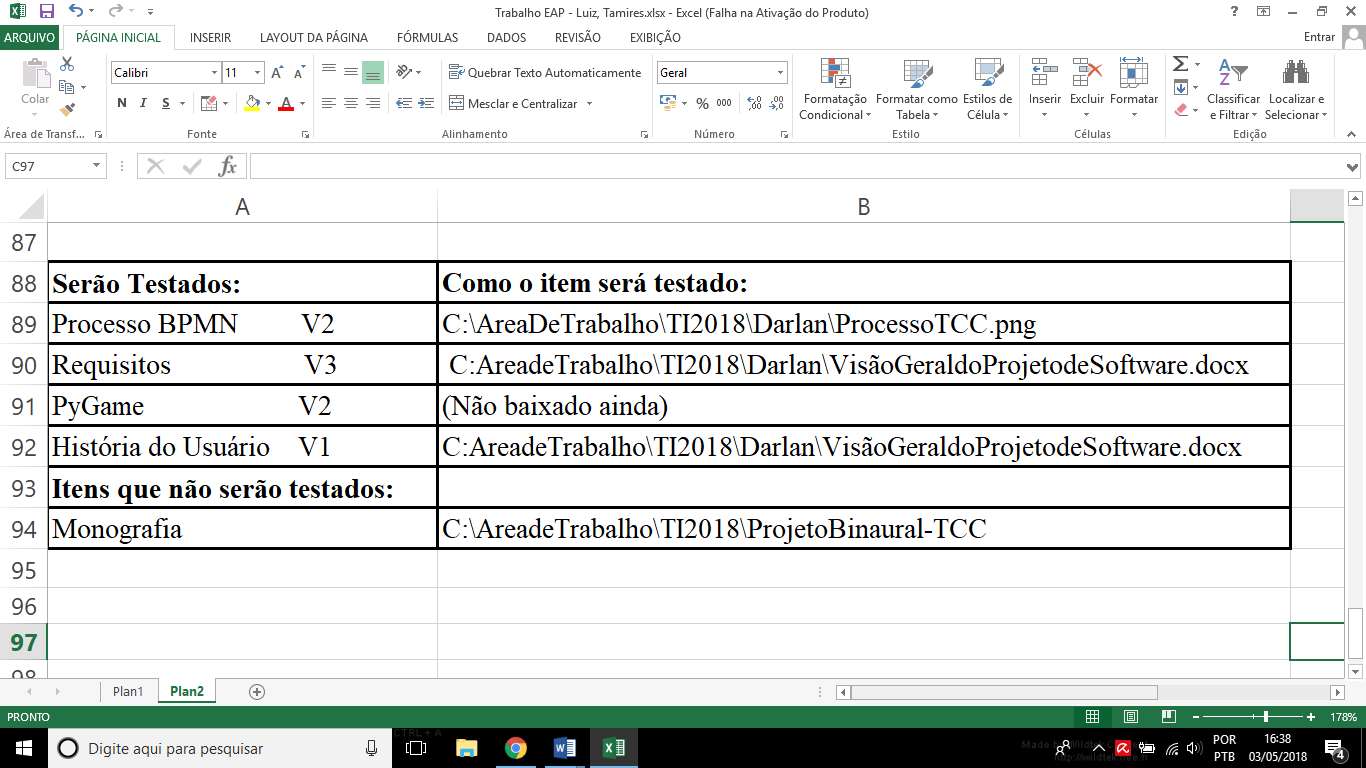 Trabalho EAP - Luiz, Tamires.xlsx - Excel (Falha na Ativação do Produto)
ARQUIVO PÁGINA INICIAL INSERIR LAYOUT DA PÁGINA FÓRMULAS DADOS REVISÃO EXIBIÇÃO Entrar
Colar
Calibri 11
N I S
Quebrar Texto Automaticamente
Mesclar e Centralizar
Geral
% 000
Formatação Condicional
Formatar como Tabela
Estilos de Célula
Inserir Excluir Formatar
Classificar e Filtrar
Localizar e Selecionar
Área de Transf... Fonte Alinhamento Número Estilo Células Edição
C97 fx
A B
87
88 Serão Testados: Como o item será testado:
89 Processo BPMN V2 C:\AreaDeTrabalho\TI2018\Darlan\ProcessoTCC.png
90 Requisitos V3 C:\AreadeTrabalho\TI2018\Darlan\VisãoGeraldoProjetodeSoftware.docx
91 PyGame V2 (Não baixado ainda)
92 História do Usuário V1 C:AreadeTrabalho\TI2018\Darlan\VisãoGeraldoProjetodeSoftware.docx
93 Itens que não serão testados:
94 Monografia C:\AreadeTrabalho\TI2018\ProjetoBinaural-TCC
95
96
97
98
Plan1 Plan2
PRONTO 178%
CTRL + A
Digite aqui para pesquisar
POR
PTB
16:38
03/05/2018
4